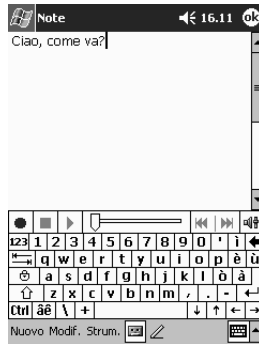 Note 16.11 ok
Ciao, come va?
123 1 2 3 4 5 6 7 8 9 0 ' ì
q w e r t y u i o p è ù
a s d f g h j k l ò à
z x c v b n m , . -
Ctrl âê \ +
Nuovo Modif. Strum.